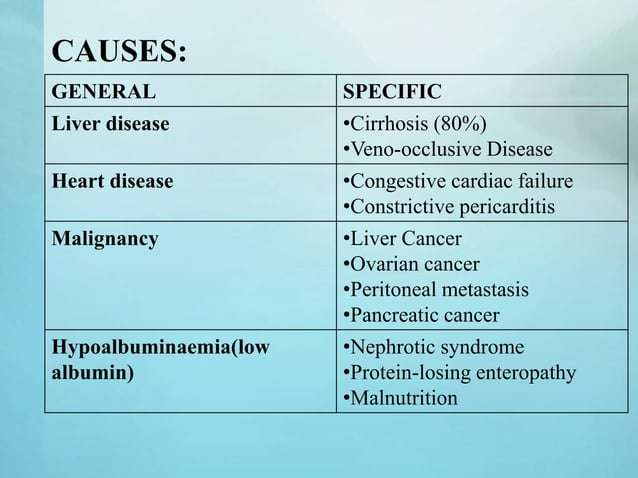 CAUSES:
GENERAL SPECIFIC
Liver disease •Cirrhosis (80%)
•Veno-occlusive Disease
Heart disease •Congestive cardiac failure
•Constrictive pericarditis
Malignancy •Liver Cancer
•Ovarian cancer
•Peritoneal metastasis
•Pancreatic cancer
Hypoalbuminaemia(low •Nephrotic syndrome
albumin) •Protein-losing enteropathy
•Malnutrition